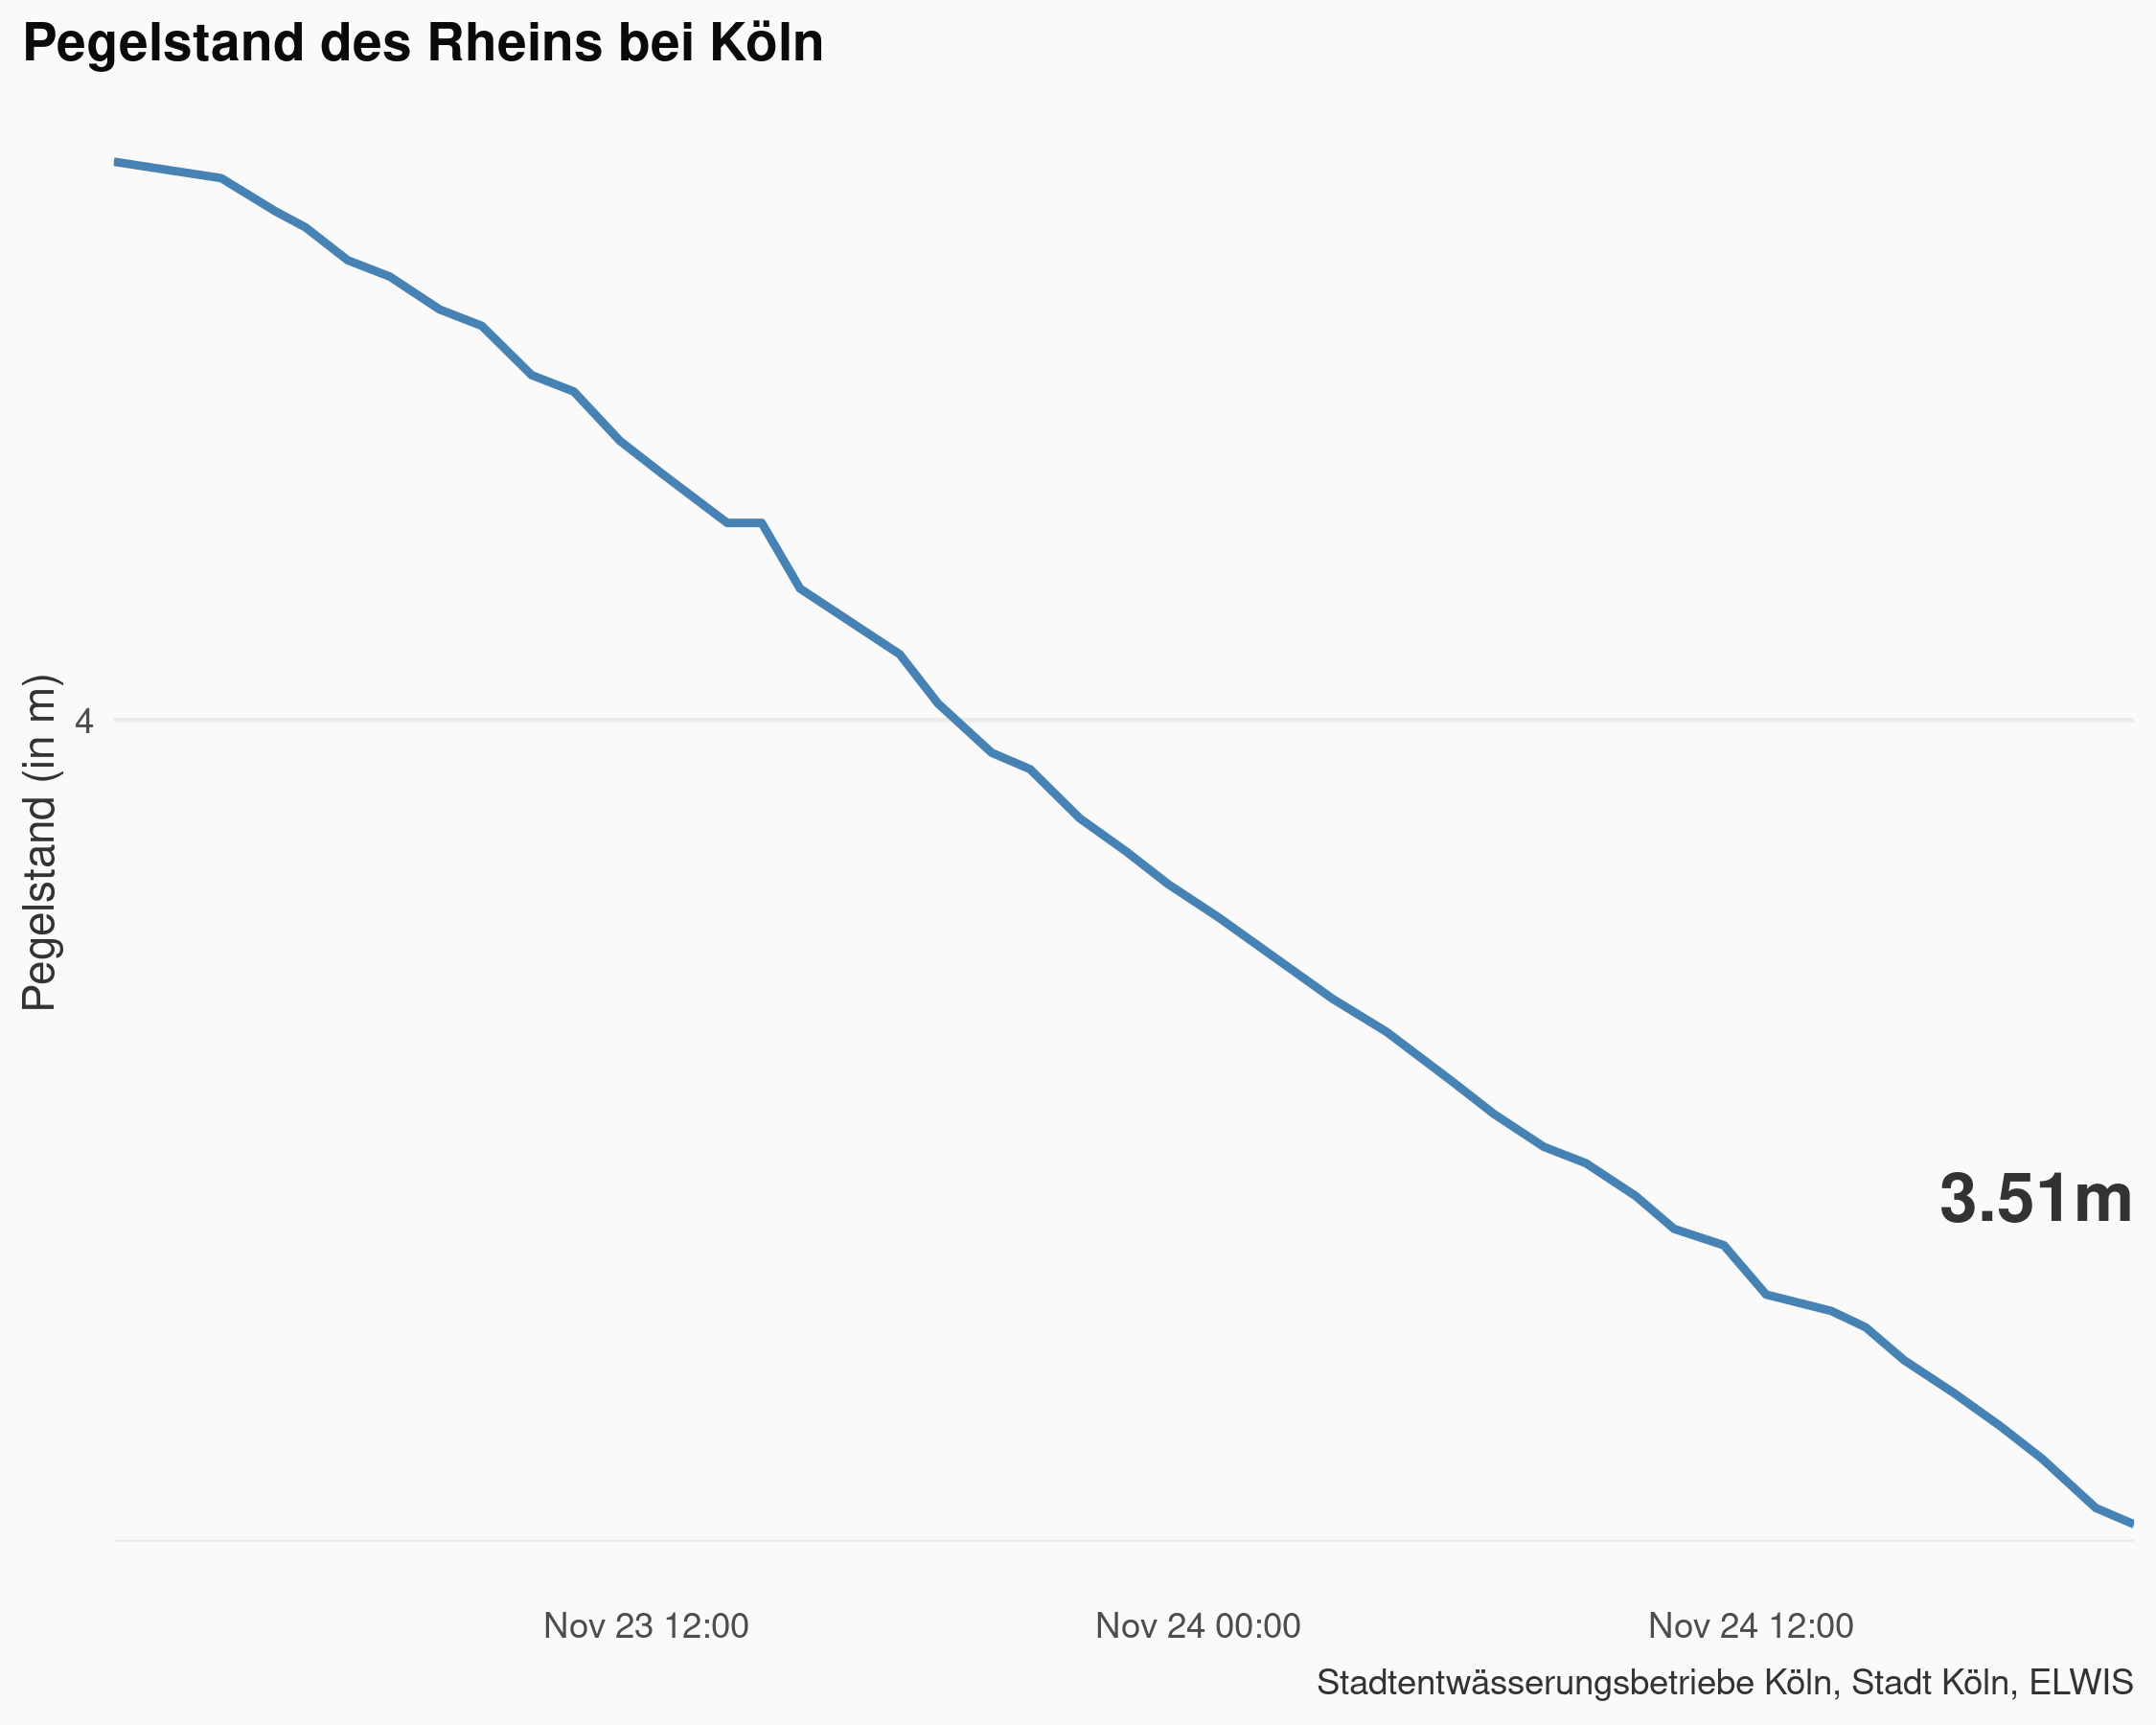 Pegelstand des Rheins bei Köln
Pegelstand (in m)
4
3.51m
Nov 23 12:00
Nov 24 00:00
Nov 24 12:00
Stadtentwässerungsbetriebe Köln, Stadt Köln, ELWIS